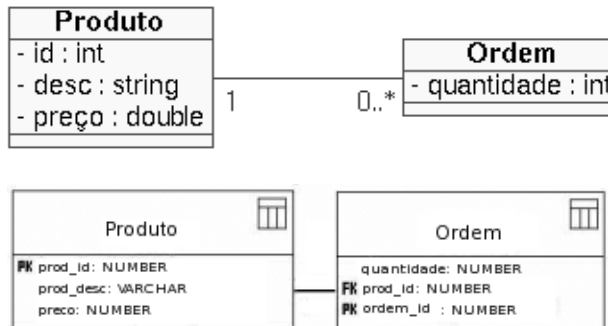 Produto
- id : int
- desc : string
- preço : double
1
0..*
Ordem
- quantidade : int
Produto
PK prod_id: NUMBER
prod_desc: VARCHAR
preco: NUMBER
Ordem
quantidade: NUMBER
FK prod_id: NUMBER
PK ordem_id : NUMBER